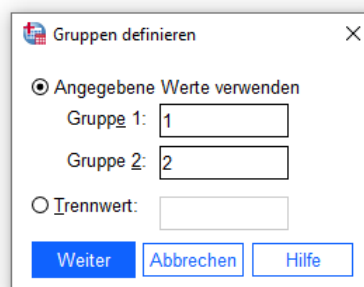 Gruppen definieren
Angegebene Werte verwenden
Gruppe 1: 1
Gruppe 2: 2
Trennwert:
Weiter Abbrechen Hilfe